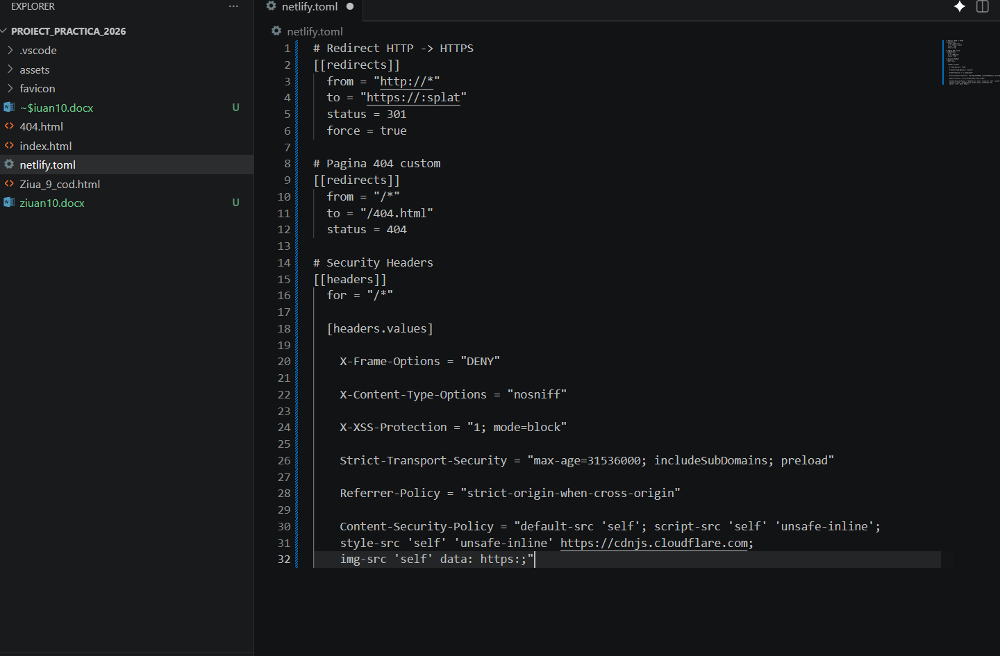 EXPLORER
PROIECT_PRACTICA_2026
.vscode
assets
favicon
~$iuan10.docx U
404.html
index.html
netlify.toml
Ziua_9_cod.html
ziuan10.docx U
netlify.toml
netlify.toml
1 # Redirect HTTP -> HTTPS
2 [[redirects]]
3 from = "http://*"
4 to = "https://:splat"
5 status = 301
6 force = true
7
8 # Pagina 404 custom
9 [[redirects]]
10 from = "/*"
11 to = "/404.html"
12 status = 404
13
14 # Security Headers
15 [[headers]]
16 for = "/*"
17
18 [headers.values]
19
20 X-Frame-Options = "DENY"
21
22 X-Content-Type-Options = "nosniff"
23
24 X-XSS-Protection = "1; mode=block"
25
26 Strict-Transport-Security = "max-age=31536000; includeSubDomains; preload"
27
28 Referrer-Policy = "strict-origin-when-cross-origin"
29
30 Content-Security-Policy = "default-src 'self'; script-src 'self' 'unsafe-inline';
31 style-src 'self' 'unsafe-inline' https://cdnjs.cloudflare.com;
32 img-src 'self' data: https:;"